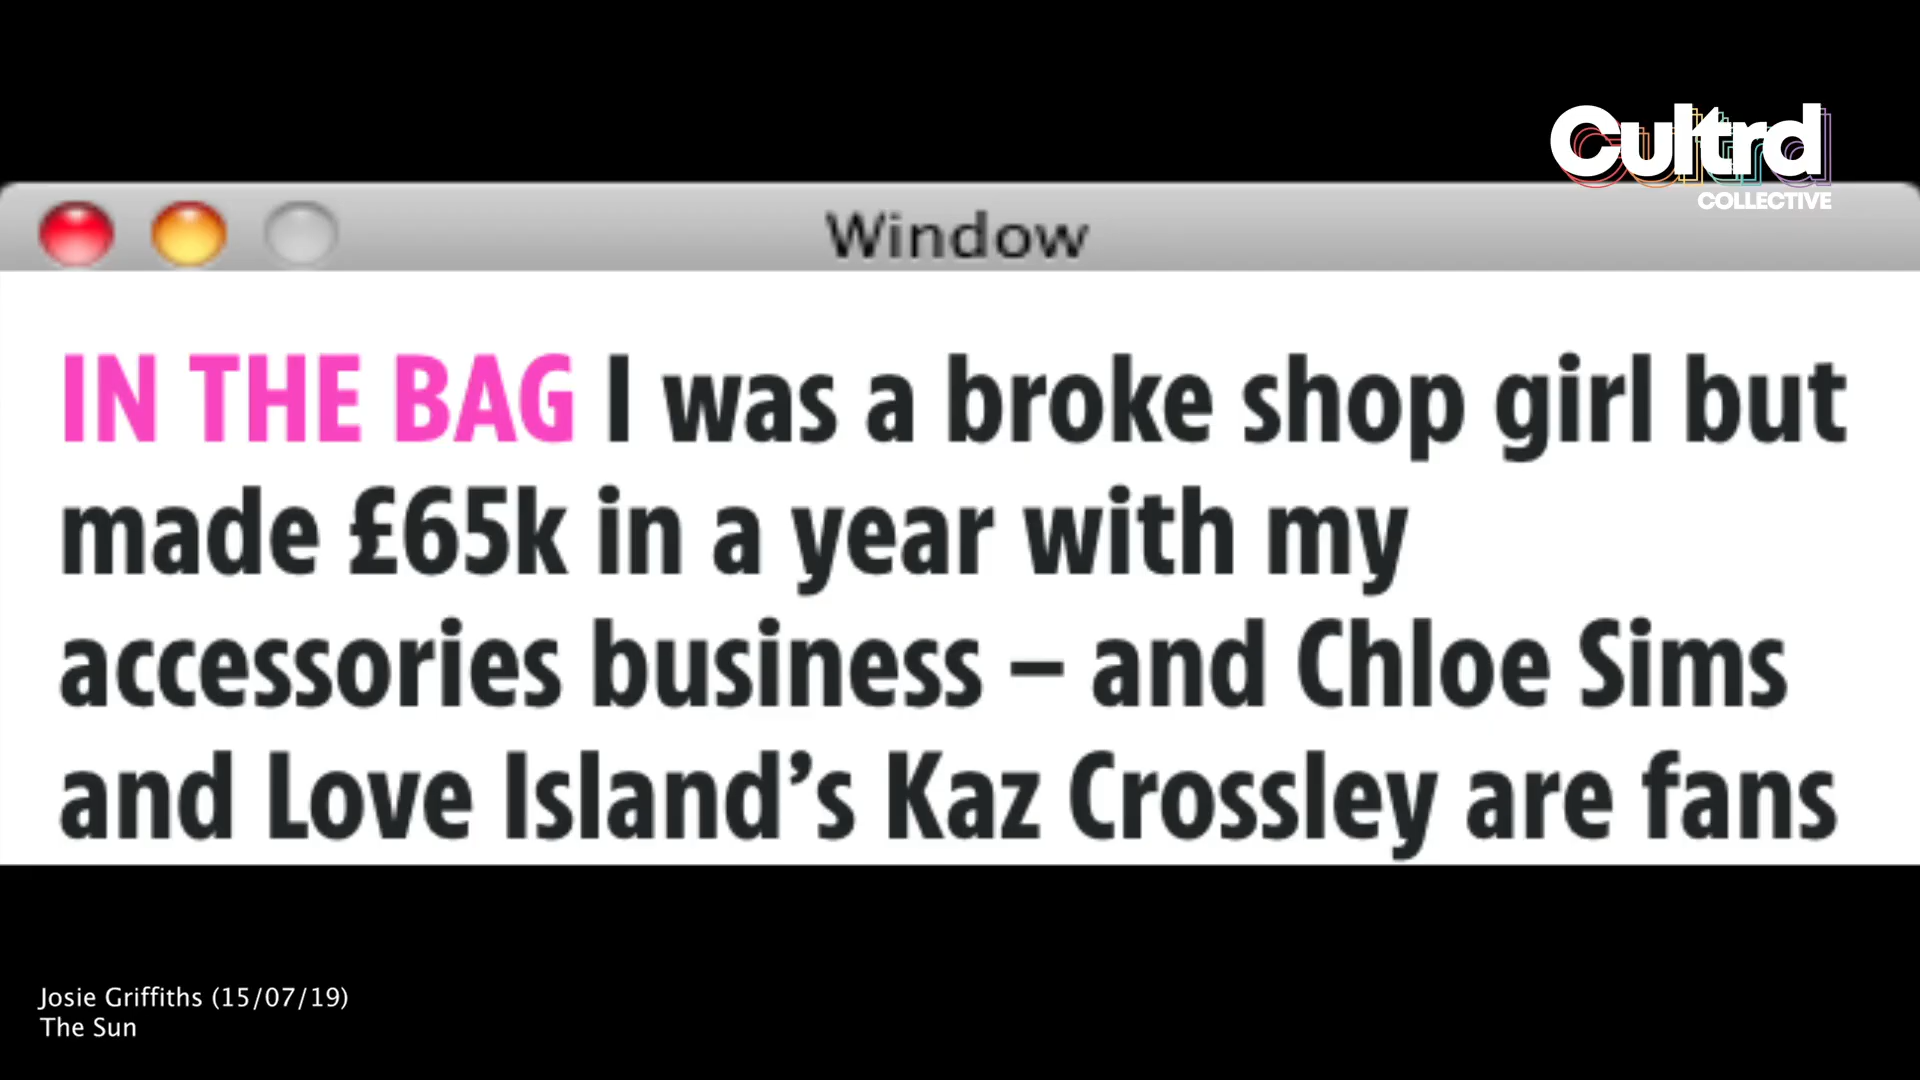 Cultrd
COLLECTIVE
Window
IN THE BAG I was a broke shop girl but
made £65k in a year with my
accessories business – and Chloe Sims
and Love Island’s Kaz Crossley are fans
Josie Griffiths (15/07/19)
The Sun